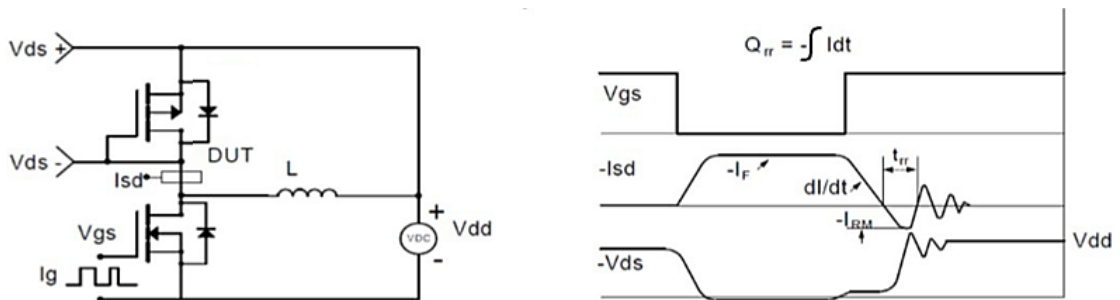 Vds +
Vds -
DUT
Isd
L
Vgs
Ig
+
VDC
-
Vdd
Qrr = -∫ Idt
Vgs
-Isd
-IF
dI/dt
trr
-IRM
Vdd
-Vds